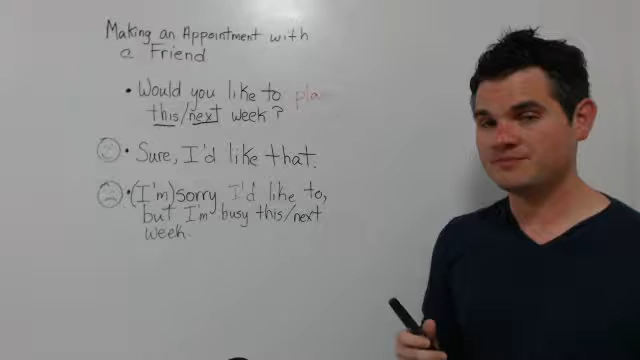 Making an Appointment with
a Friend
• Would you like to pla
this/next week?
• Sure, I'd like that.
• (I'm) sorry I'd like to,
but I'm busy this/next
week.